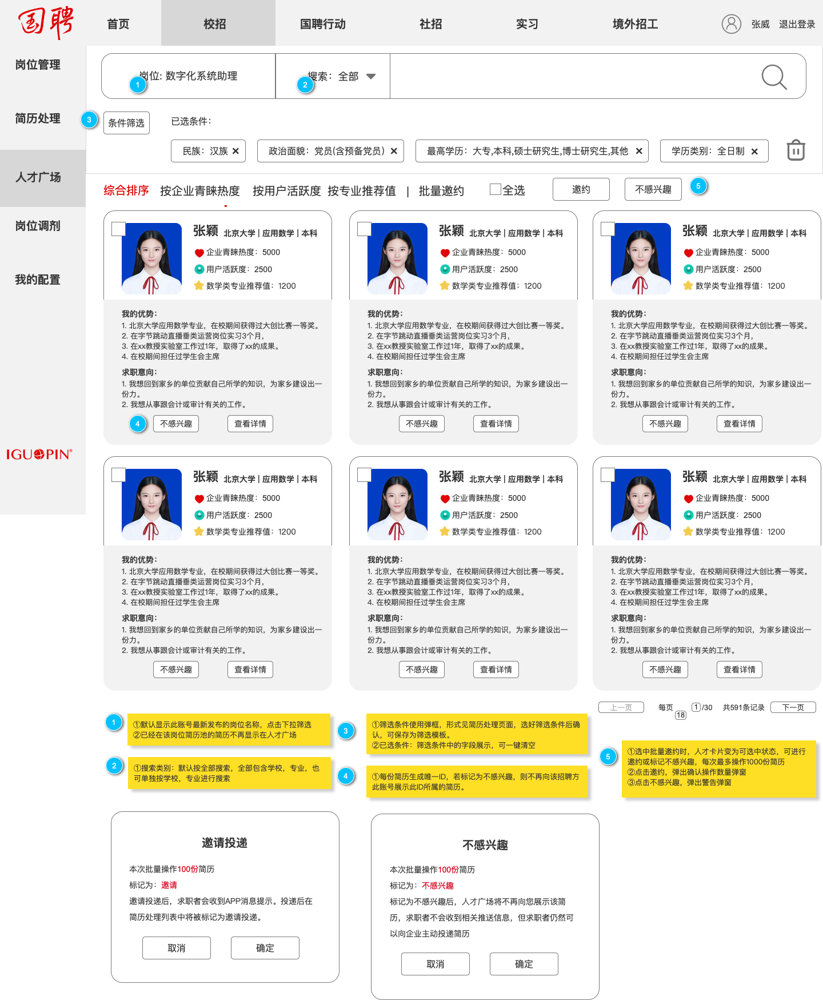 国聘
首页
校招
国聘行动
社招
实习
境外招工
张威
退出登录
岗位管理
简历处理
人才广场
岗位调剂
我的配置
IGUOPIN®
岗位: 数字化系统助理
1
搜索：全部
2
3
条件筛选
已选条件：
民族：汉族 ×
政治面貌：党员(含预备党员) ×
最高学历：大专,本科,硕士研究生,博士研究生,其他 ×
学历类别：全日制 ×
综合排序 按企业青睐热度 按用户活跃度 按专业推荐值 | 批量邀约
全选
邀约
不感兴趣
5
张颖 北京大学 | 应用数学 | 本科
企业青睐热度：5000
用户活跃度：2500
数学类专业推荐值：1200
我的优势：
1. 北京大学应用数学专业，在校期间获得过大创比赛一等奖。
2. 在字节跳动直播垂类运营岗位实习3个月，
3. 在xx教授实验室工作过1年，取得了xx的成果。
4. 在校期间担任过学生会主席
求职意向：
1. 我想回到家乡的单位贡献自己所学的知识，为家乡建设出一
份力。
2. 我想从事跟会计或审计有关的工作。
4
不感兴趣
查看详情
张颖 北京大学 | 应用数学 | 本科
企业青睐热度：5000
用户活跃度：2500
数学类专业推荐值：1200
我的优势：
1. 北京大学应用数学专业，在校期间获得过大创比赛一等奖。
2. 在字节跳动直播垂类运营岗位实习3个月，
3. 在xx教授实验室工作过1年，取得了xx的成果。
4. 在校期间担任过学生会主席
求职意向：
1. 我想回到家乡的单位贡献自己所学的知识，为家乡建设出一
份力。
2. 我想从事跟会计或审计有关的工作。
不感兴趣
查看详情
张颖 北京大学 | 应用数学 | 本科
企业青睐热度：5000
用户活跃度：2500
数学类专业推荐值：1200
我的优势：
1. 北京大学应用数学专业，在校期间获得过大创比赛一等奖。
2. 在字节跳动直播垂类运营岗位实习3个月，
3. 在xx教授实验室工作过1年，取得了xx的成果。
4. 在校期间担任过学生会主席
求职意向：
1. 我想回到家乡的单位贡献自己所学的知识，为家乡建设出一
份力。
2. 我想从事跟会计或审计有关的工作。
不感兴趣
查看详情
张颖 北京大学 | 应用数学 | 本科
企业青睐热度：5000
用户活跃度：2500
数学类专业推荐值：1200
我的优势：
1. 北京大学应用数学专业，在校期间获得过大创比赛一等奖。
2. 在字节跳动直播垂类运营岗位实习3个月，
3. 在xx教授实验室工作过1年，取得了xx的成果。
4. 在校期间担任过学生会主席
求职意向：
1. 我想回到家乡的单位贡献自己所学的知识，为家乡建设出一
份力。
2. 我想从事跟会计或审计有关的工作。
不感兴趣
查看详情
张颖 北京大学 | 应用数学 | 本科
企业青睐热度：5000
用户活跃度：2500
数学类专业推荐值：1200
我的优势：
1. 北京大学应用数学专业，在校期间获得过大创比赛一等奖。
2. 在字节跳动直播垂类运营岗位实习3个月，
3. 在xx教授实验室工作过1年，取得了xx的成果。
4. 在校期间担任过学生会主席
求职意向：
1. 我想回到家乡的单位贡献自己所学的知识，为家乡建设出一
份力。
2. 我想从事跟会计或审计有关的工作。
不感兴趣
查看详情
张颖 北京大学 | 应用数学 | 本科
企业青睐热度：5000
用户活跃度：2500
数学类专业推荐值：1200
我的优势：
1. 北京大学应用数学专业，在校期间获得过大创比赛一等奖。
2. 在字节跳动直播垂类运营岗位实习3个月，
3. 在xx教授实验室工作过1年，取得了xx的成果。
4. 在校期间担任过学生会主席
求职意向：
1. 我想回到家乡的单位贡献自己所学的知识，为家乡建设出一
份力。
2. 我想从事跟会计或审计有关的工作。
不感兴趣
查看详情
上一页
每页
18
1 /30
共591条记录
下一页
1
①默认显示此账号最新发布的岗位名称，点击下拉筛选
②已经在该岗位简历池的简历不再显示在人才广场
2
①搜索类别：默认按全部搜索，全部包含学校，专业，也
可单独按学校，专业进行搜索
3
①筛选条件使用弹框，形式见简历处理页面，选好筛选条件后确
认，可保存为筛选模板。
②已选条件：筛选条件中的字段展示，可一键清空
4
①每份简历生成唯一ID，若标记为不感兴趣，则不再向该招聘方
此账号展示此ID所属的简历。
5
①选中批量邀约时，人才卡片变为可选中状态，可进行
邀约或标记不感兴趣，每次最多操作1000份简历
②点击邀约，弹出确认操作数量弹窗
③点击不感兴趣，弹出警告弹窗
邀请投递
本次批量操作100份简历
标记为：邀请
邀请投递后，求职者会收到APP消息提示。投递后在
简历处理列表中将被标记为邀请投递。
取消
确定
不感兴趣
本次批量操作100份简历
标记为：不感兴趣
标记为不感兴趣后，人才广场将不再向您展示该简
历，求职者不会收到相关推送信息，但求职者仍然可
以向企业主动投递简历
取消
确定